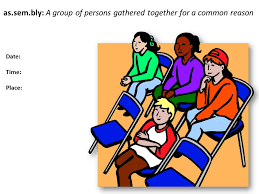 as.sem.bly: A group of persons gathered together for a common reason
Date:
Time:
Place: